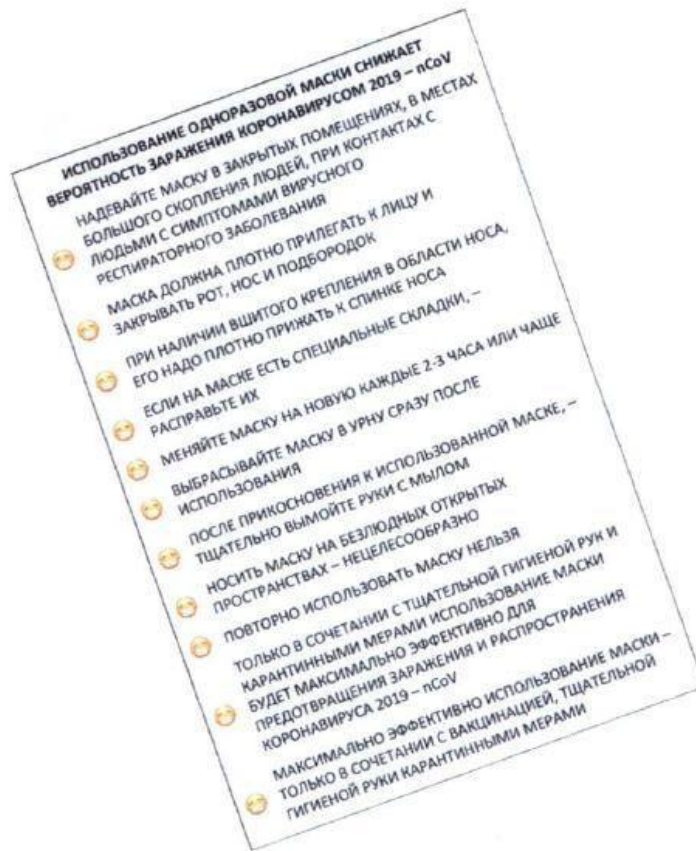 ИСПОЛЬЗОВАНИЕ ОДНОРАЗОВОЙ МАСКИ СНИЖАЕТ
ВЕРОЯТНОСТЬ ЗАРАЖЕНИЯ КОРОНАВИРУСОМ 2019 – nCoV
НАДЕВАЙТЕ МАСКУ В ЗАКРЫТЫХ ПОМЕЩЕНИЯХ, В МЕСТАХ
БОЛЬШОГО СКОПЛЕНИЯ ЛЮДЕЙ, ПРИ КОНТАКТАХ С
ЛЮДЬМИ С СИМПТОМАМИ ВИРУСНОГО
РЕСПИРАТОРНОГО ЗАБОЛЕВАНИЯ
МАСКА ДОЛЖНА ПЛОТНО ПРИЛЕГАТЬ К ЛИЦУ И
ЗАКРЫВАТЬ РОТ, НОС И ПОДБОРОДОК
ПРИ НАЛИЧИИ ВШИТОГО КРЕПЛЕНИЯ В ОБЛАСТИ НОСА,
ЕГО НАДО ПЛОТНО ПРИЖАТЬ К СПИНКЕ НОСА
ЕСЛИ НА МАСКЕ ЕСТЬ СПЕЦИАЛЬНЫЕ СКЛАДКИ, –
РАСПРАВЬТЕ ИХ
МЕНЯЙТЕ МАСКУ НА НОВУЮ КАЖДЫЕ 2-3 ЧАСА ИЛИ ЧАЩЕ
ВЫБРАСЫВАЙТЕ МАСКУ В УРНУ СРАЗУ ПОСЛЕ
ИСПОЛЬЗОВАНИЯ
ПОСЛЕ ПРИКОСНОВЕНИЯ К ИСПОЛЬЗОВАННОЙ МАСКЕ, –
ТЩАТЕЛЬНО ВЫМОЙТЕ РУКИ С МЫЛОМ
НОСИТЬ МАСКУ НА БЕЗЛЮДНЫХ ОТКРЫТЫХ
ПРОСТРАНСТВАХ – НЕЦЕЛЕСООБРАЗНО
ПОВТОРНО ИСПОЛЬЗОВАТЬ МАСКУ НЕЛЬЗЯ
ТОЛЬКО В СОЧЕТАНИИ С ТЩАТЕЛЬНОЙ ГИГИЕНОЙ РУК И
КАРАНТИННЫМИ МЕРАМИ ИСПОЛЬЗОВАНИЕ МАСКИ
БУДЕТ МАКСИМАЛЬНО ЭФФЕКТИВНО ДЛЯ
ПРЕДОТВРАЩЕНИЯ ЗАРАЖЕНИЯ И РАСПРОСТРАНЕНИЯ
КОРОНАВИРУСА 2019 – nCoV
МАКСИМАЛЬНО ЭФФЕКТИВНО ИСПОЛЬЗОВАНИЕ МАСКИ –
ТОЛЬКО В СОЧЕТАНИИ С ВАКЦИНАЦИЕЙ, ТЩАТЕЛЬНОЙ
ГИГИЕНОЙ РУКИ КАРАНТИННЫМИ МЕРАМИ